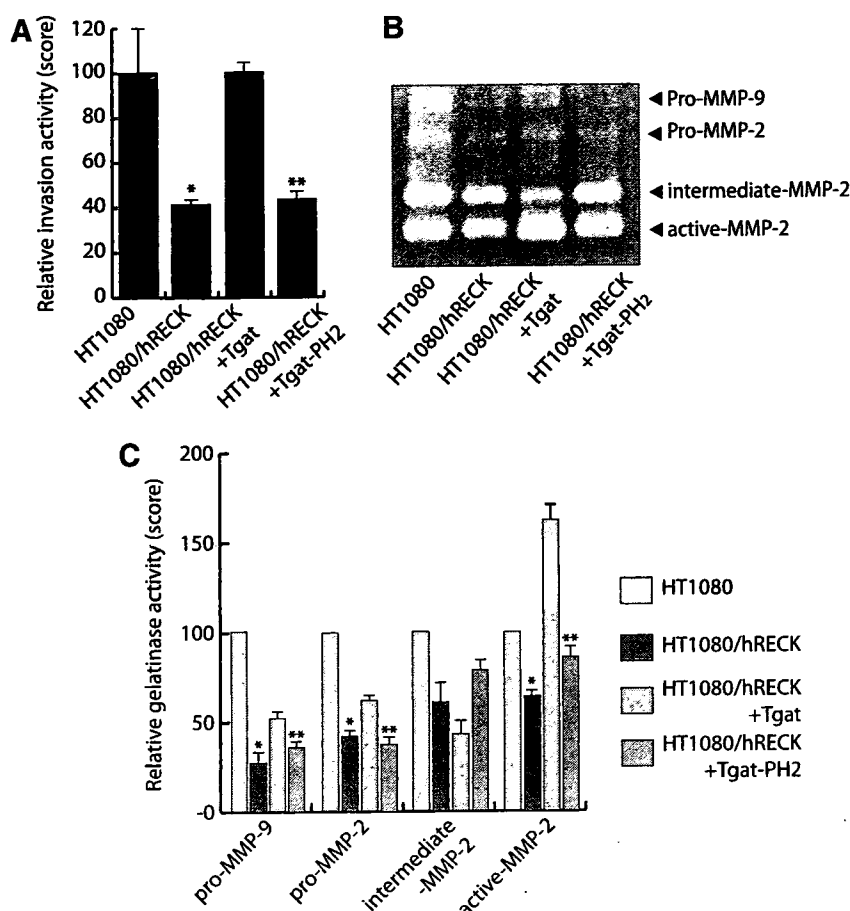 A
Relative invasion activity (score)
120
100
80
60
40
20
0
*
**
HT1080
HT1080/hRECK
HT1080/hRECK
+Tgat
HT1080/hRECK
+Tgat-PH2
B
Pro-MMP-9
Pro-MMP-2
intermediate-MMP-2
active-MMP-2
HT1080
HT1080/hRECK
HT1080/hRECK
+Tgat
HT1080/hRECK
+Tgat-PH2
C
Relative gelatinase activity (score)
200
150
100
50
-0
*
**
*
**
*
**
pro-MMP-9
pro-MMP-2
intermediate
-MMP-2
active-MMP-2
HT1080
HT1080/hRECK
HT1080/hRECK
+Tgat
HT1080/hRECK
+Tgat-PH2